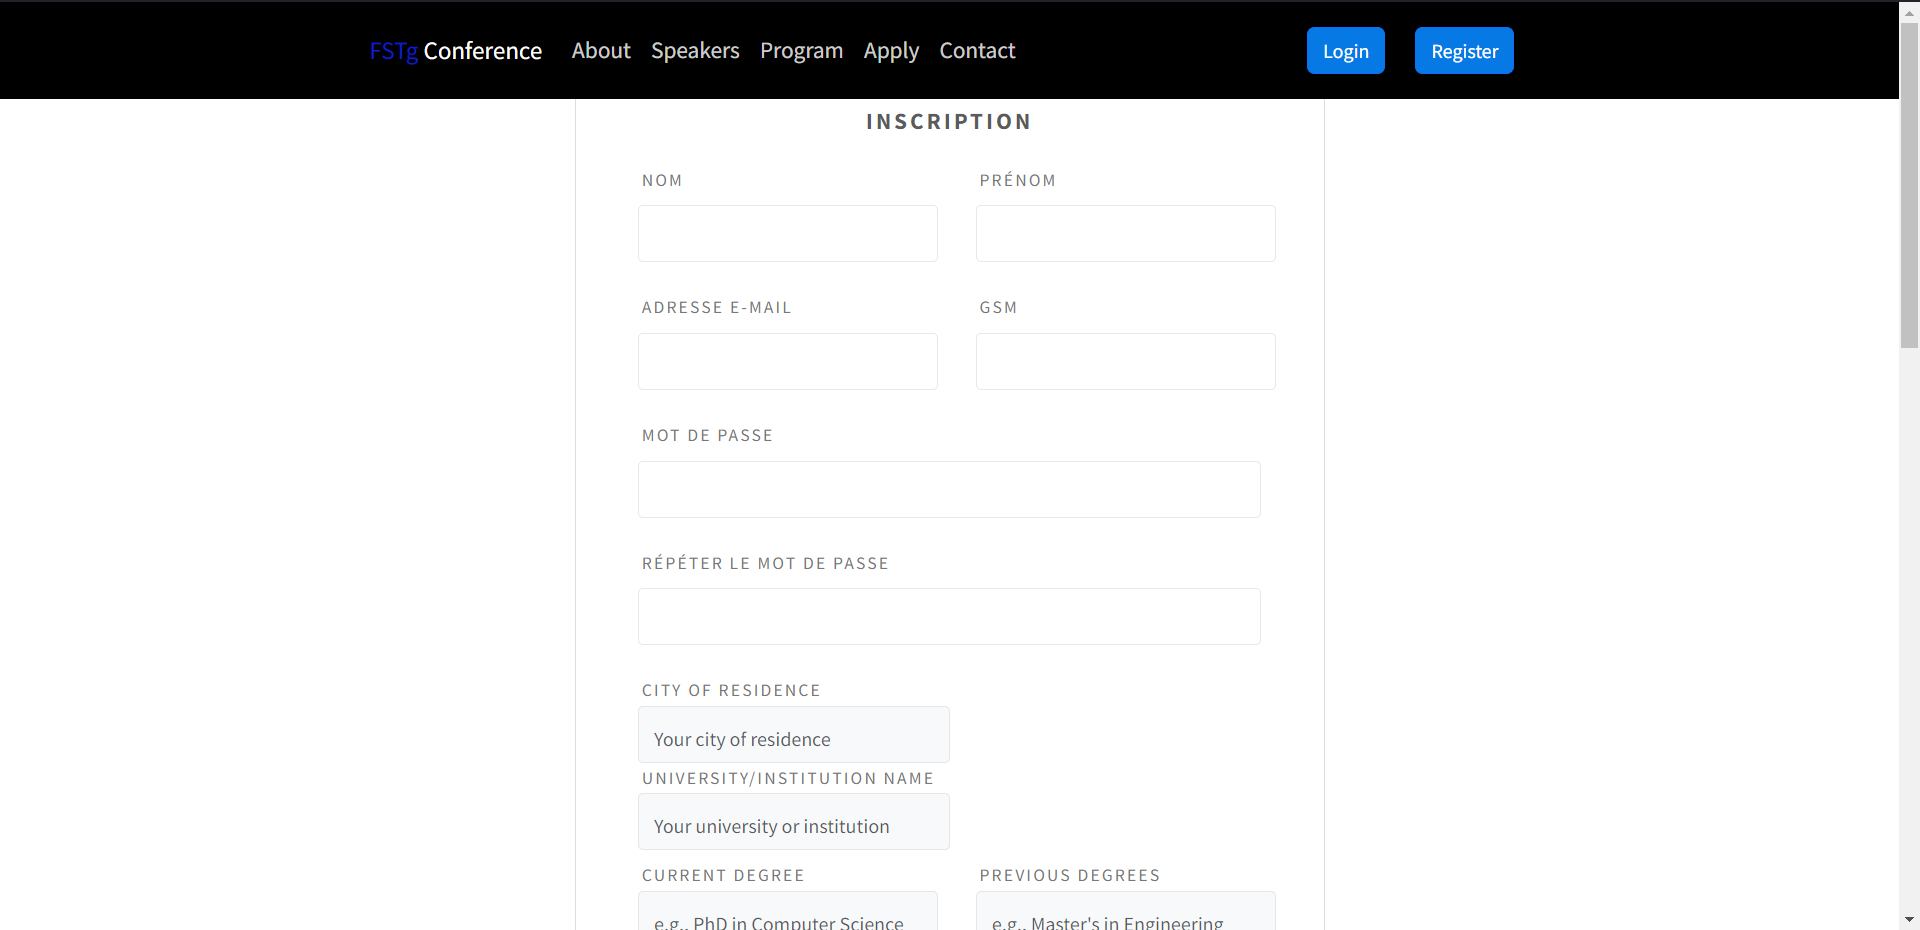 FSTg Conference About Speakers Program Apply Contact Login Register
INSCRIPTION
NOM PRÉNOM
ADRESSE E-MAIL GSM
MOT DE PASSE
RÉPÉTER LE MOT DE PASSE
CITY OF RESIDENCE
Your city of residence
UNIVERSITY/INSTITUTION NAME
Your university or institution
CURRENT DEGREE PREVIOUS DEGREES
e.g., PhD in Computer Science e.g., Master's in Engineering